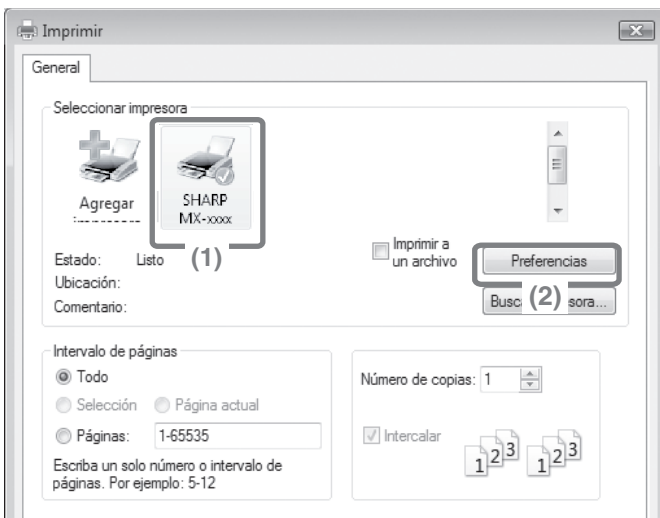 Imprimir
General
Seleccionar impresora
Agregar
SHARP
MX-xxxx
(1)
Imprimir a
un archivo
Preferencias
(2)
Estado: Listo
Ubicación:
Comentario:
Intervalo de páginas
Todo
Selección Página actual
Páginas: 1-65535
Escriba un solo número o intervalo de
páginas. Por ejemplo: 5-12
Número de copias: 1
Intercalar
1 2 3 1 2 3